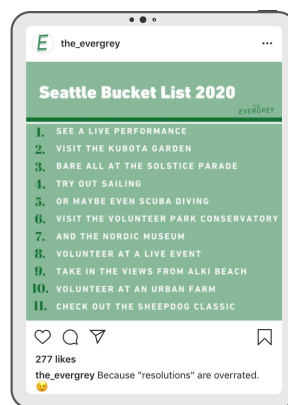 E the_evergrey
Seattle Bucket List 2020
THE
EVERGREY
1. SEE A LIVE PERFORMANCE
2. VISIT THE KUBOTA GARDEN
3. BARE ALL AT THE SOLSTICE PARADE
4. TRY OUT SAILING
5. OR MAYBE EVEN SCUBA DIVING
6. VISIT THE VOLUNTEER PARK CONSERVATORY
7. AND THE NORDIC MUSEUM
8. VOLUNTEER AT A LIVE EVENT
9. TAKE IN THE VIEWS FROM ALKI BEACH
10. VOLUNTEER AT AN URBAN FARM
11. CHECK OUT THE SHEEPDOG CLASSIC
277 likes
the_evergrey Because "resolutions" are overrated.
😉